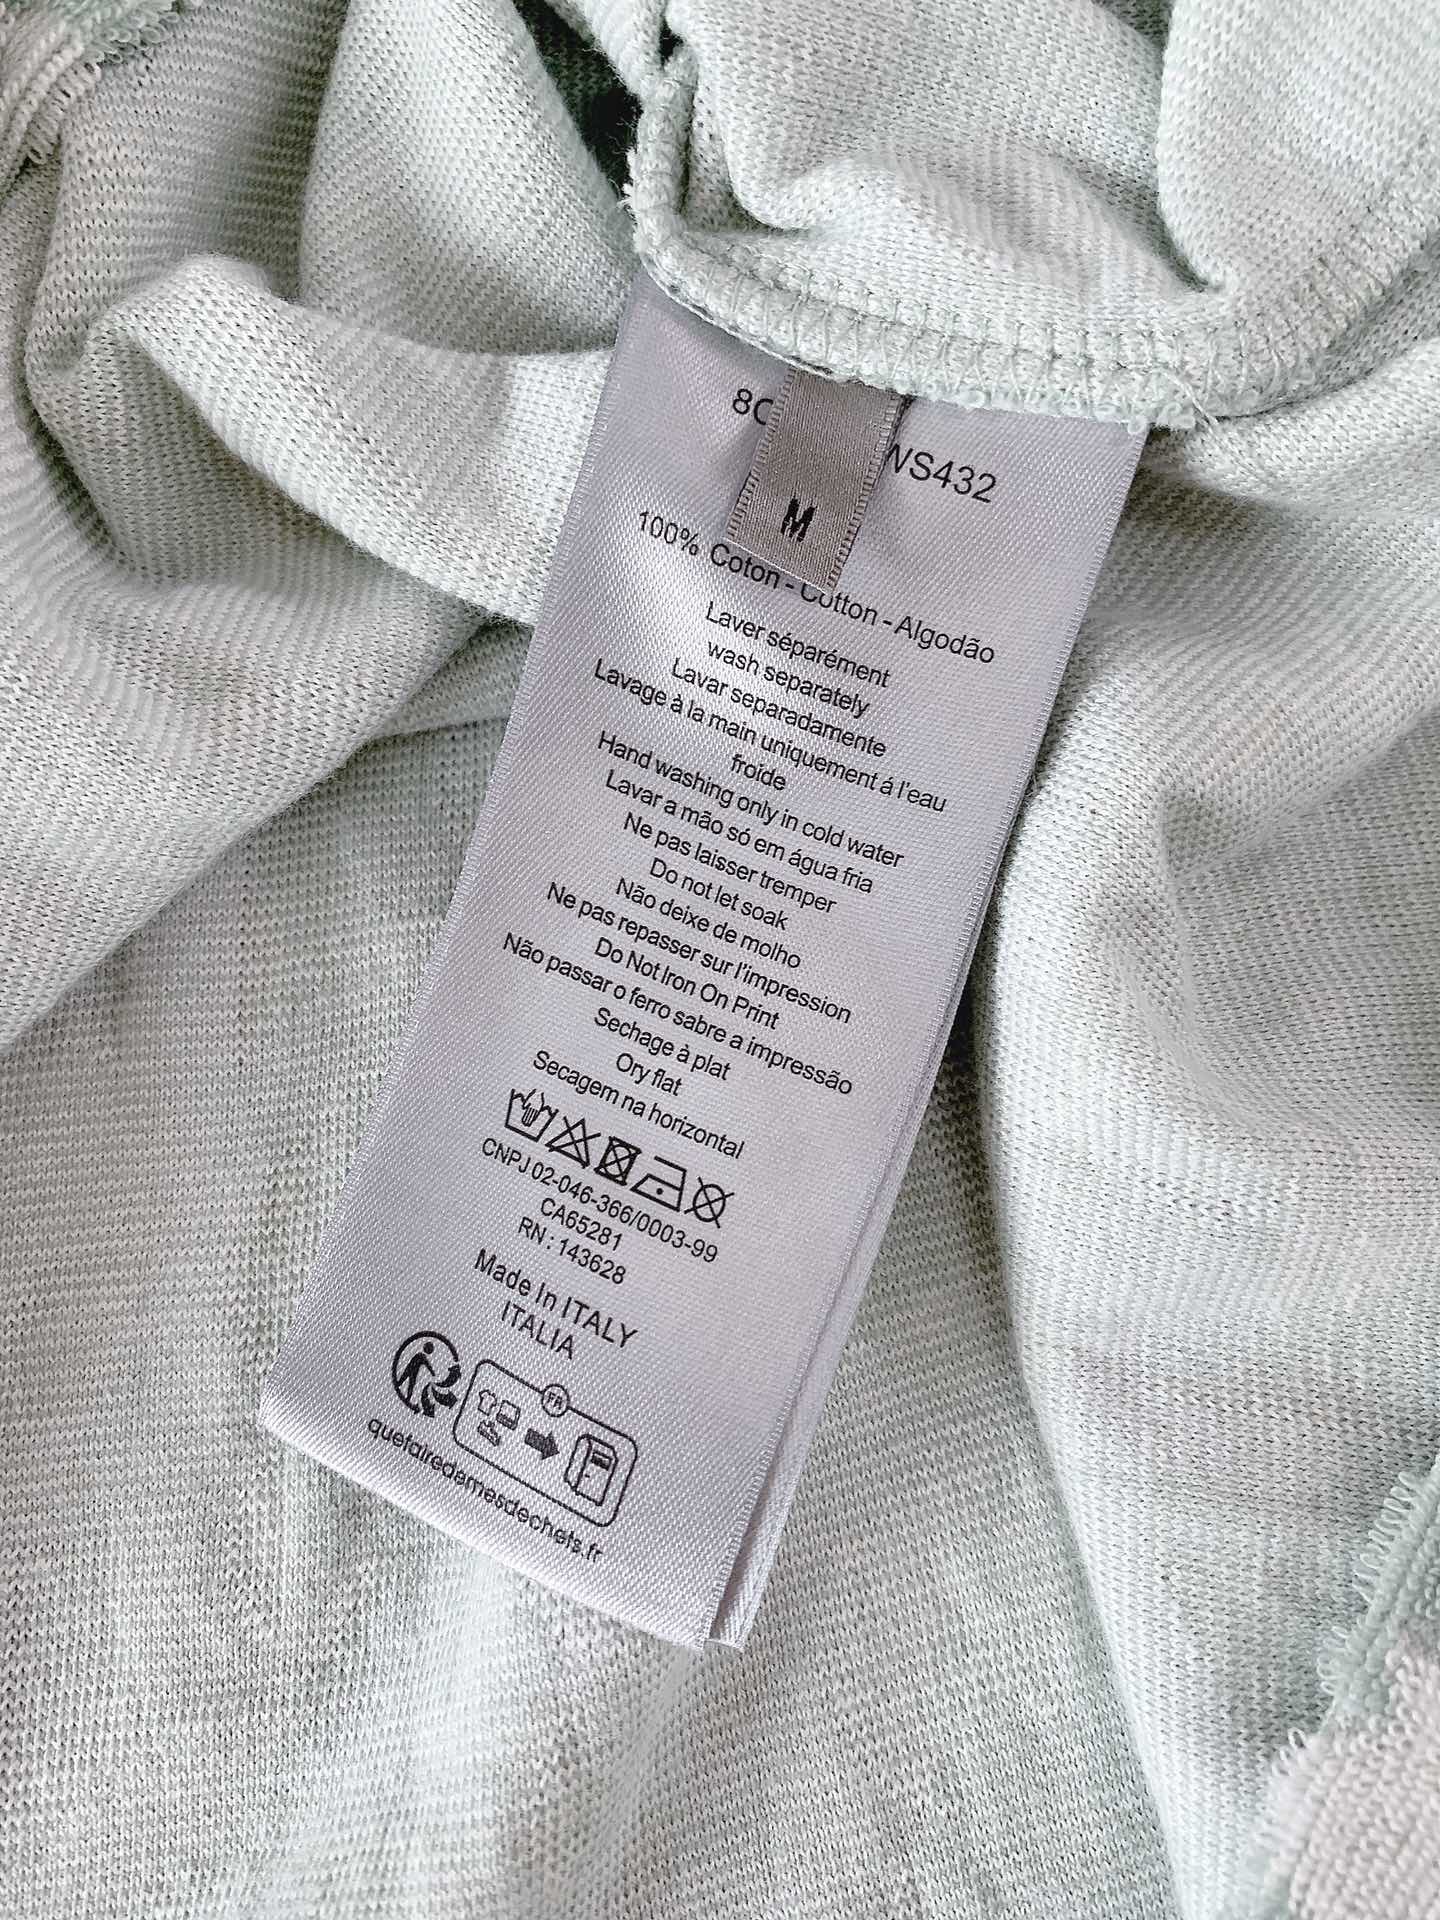 WS432
M
100% Coton - Cotton - Algodão
Laver séparément
wash separately
Lavar separadamente
Lavage à la main uniquement á l'eau
froide
Hand washing only in cold water
Lavar a mão só em água fria
Ne pas laisser tremper
Do not let soak
Não deixe de molho
Ne pas repasser sur l'impression
Do Not Iron On Print
Não passar o ferro sabre a impressão
Sechage à plat
Ory flat
Secagem na horizontal
CNPJ 02-046-366/0003-99
CA65281
RN : 143628
Made In ITALY
ITALIA
FR
quefairedemesdechets.fr